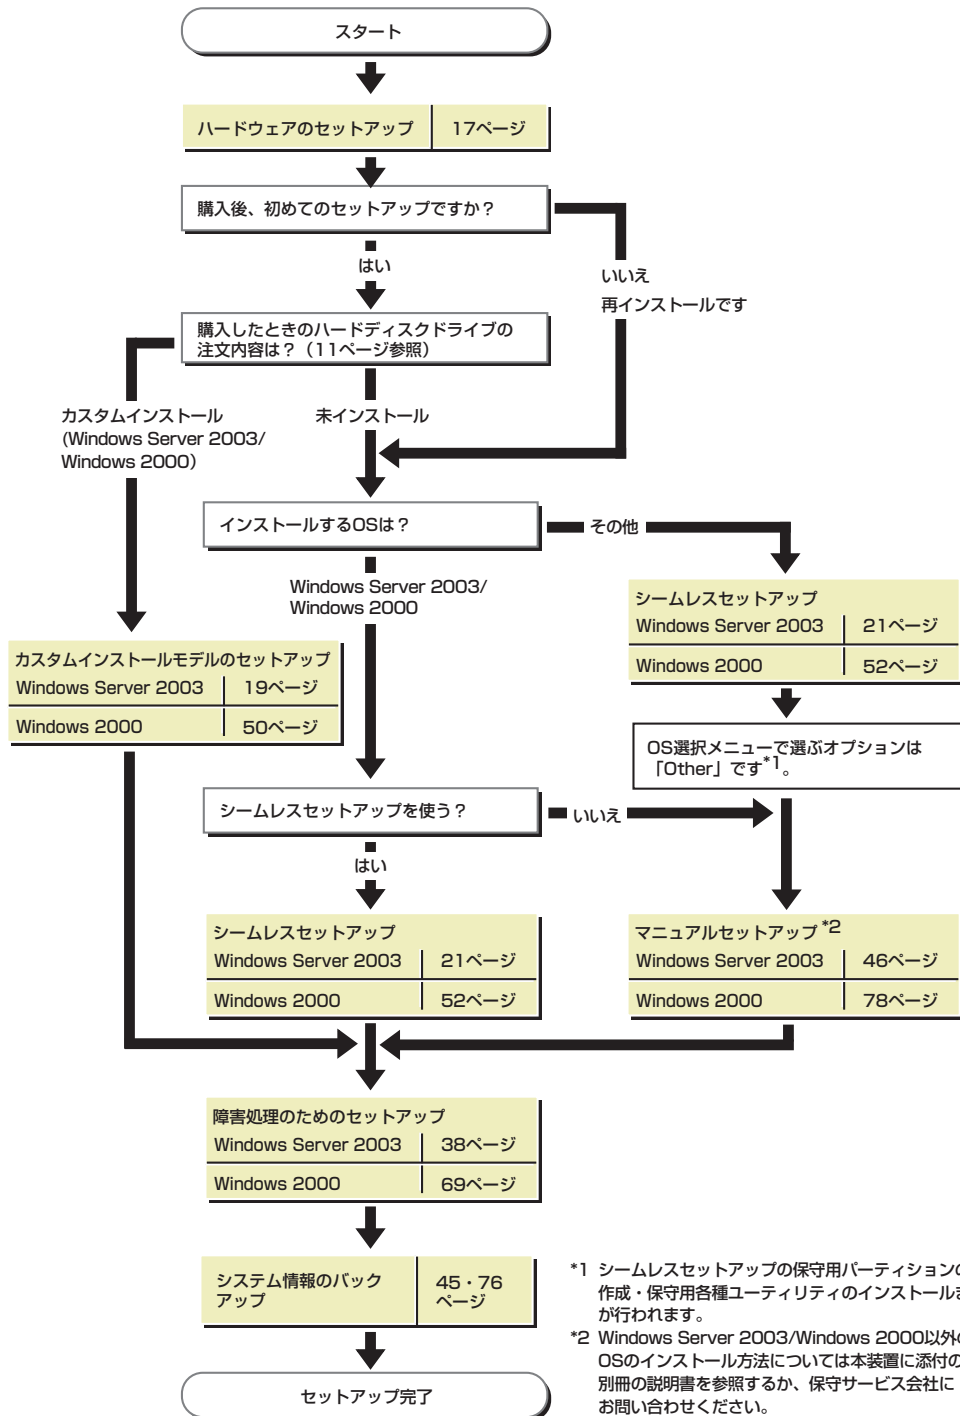 スタート
ハードウェアのセットアップ 17ページ
購入後、初めてのセットアップですか？
はい
いいえ
再インストールです
購入したときのハードディスクドライブの
注文内容は？（11ページ参照）
カスタムインストール
(Windows Server 2003/
Windows 2000)
未インストール
インストールするOSは？
その他
Windows Server 2003/
Windows 2000
シームレスセットアップ
Windows Server 2003 21ページ
Windows 2000 52ページ
カスタムインストールモデルのセットアップ
Windows Server 2003 19ページ
Windows 2000 50ページ
OS選択メニューで選ぶオプションは
「Other」です*1。
シームレスセットアップを使う？
いいえ
はい
シームレスセットアップ
Windows Server 2003 21ページ
Windows 2000 52ページ
マニュアルセットアップ*2
Windows Server 2003 46ページ
Windows 2000 78ページ
障害処理のためのセットアップ
Windows Server 2003 38ページ
Windows 2000 69ページ
システム情報のバック
アップ
45・76
ページ
セットアップ完了
*1 シームレスセットアップの保守用パーティションの
作成・保守用各種ユーティリティのインストールま
が行われます。
*2 Windows Server 2003/Windows 2000以外の
OSのインストール方法については本装置に添付の
別冊の説明書を参照するか、保守サービス会社に
お問い合わせください。